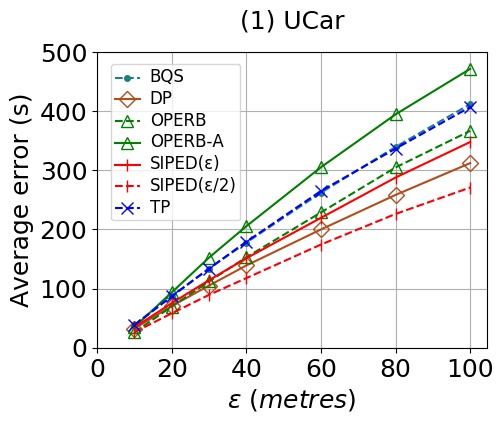 (1) UCar
Average error (s)
500
400
300
200
100
0
BQS
DP
OPERB
OPERB-A
SIPED(ε)
SIPED(ε/2)
TP
0 20 40 60 80 100
ε (metres)